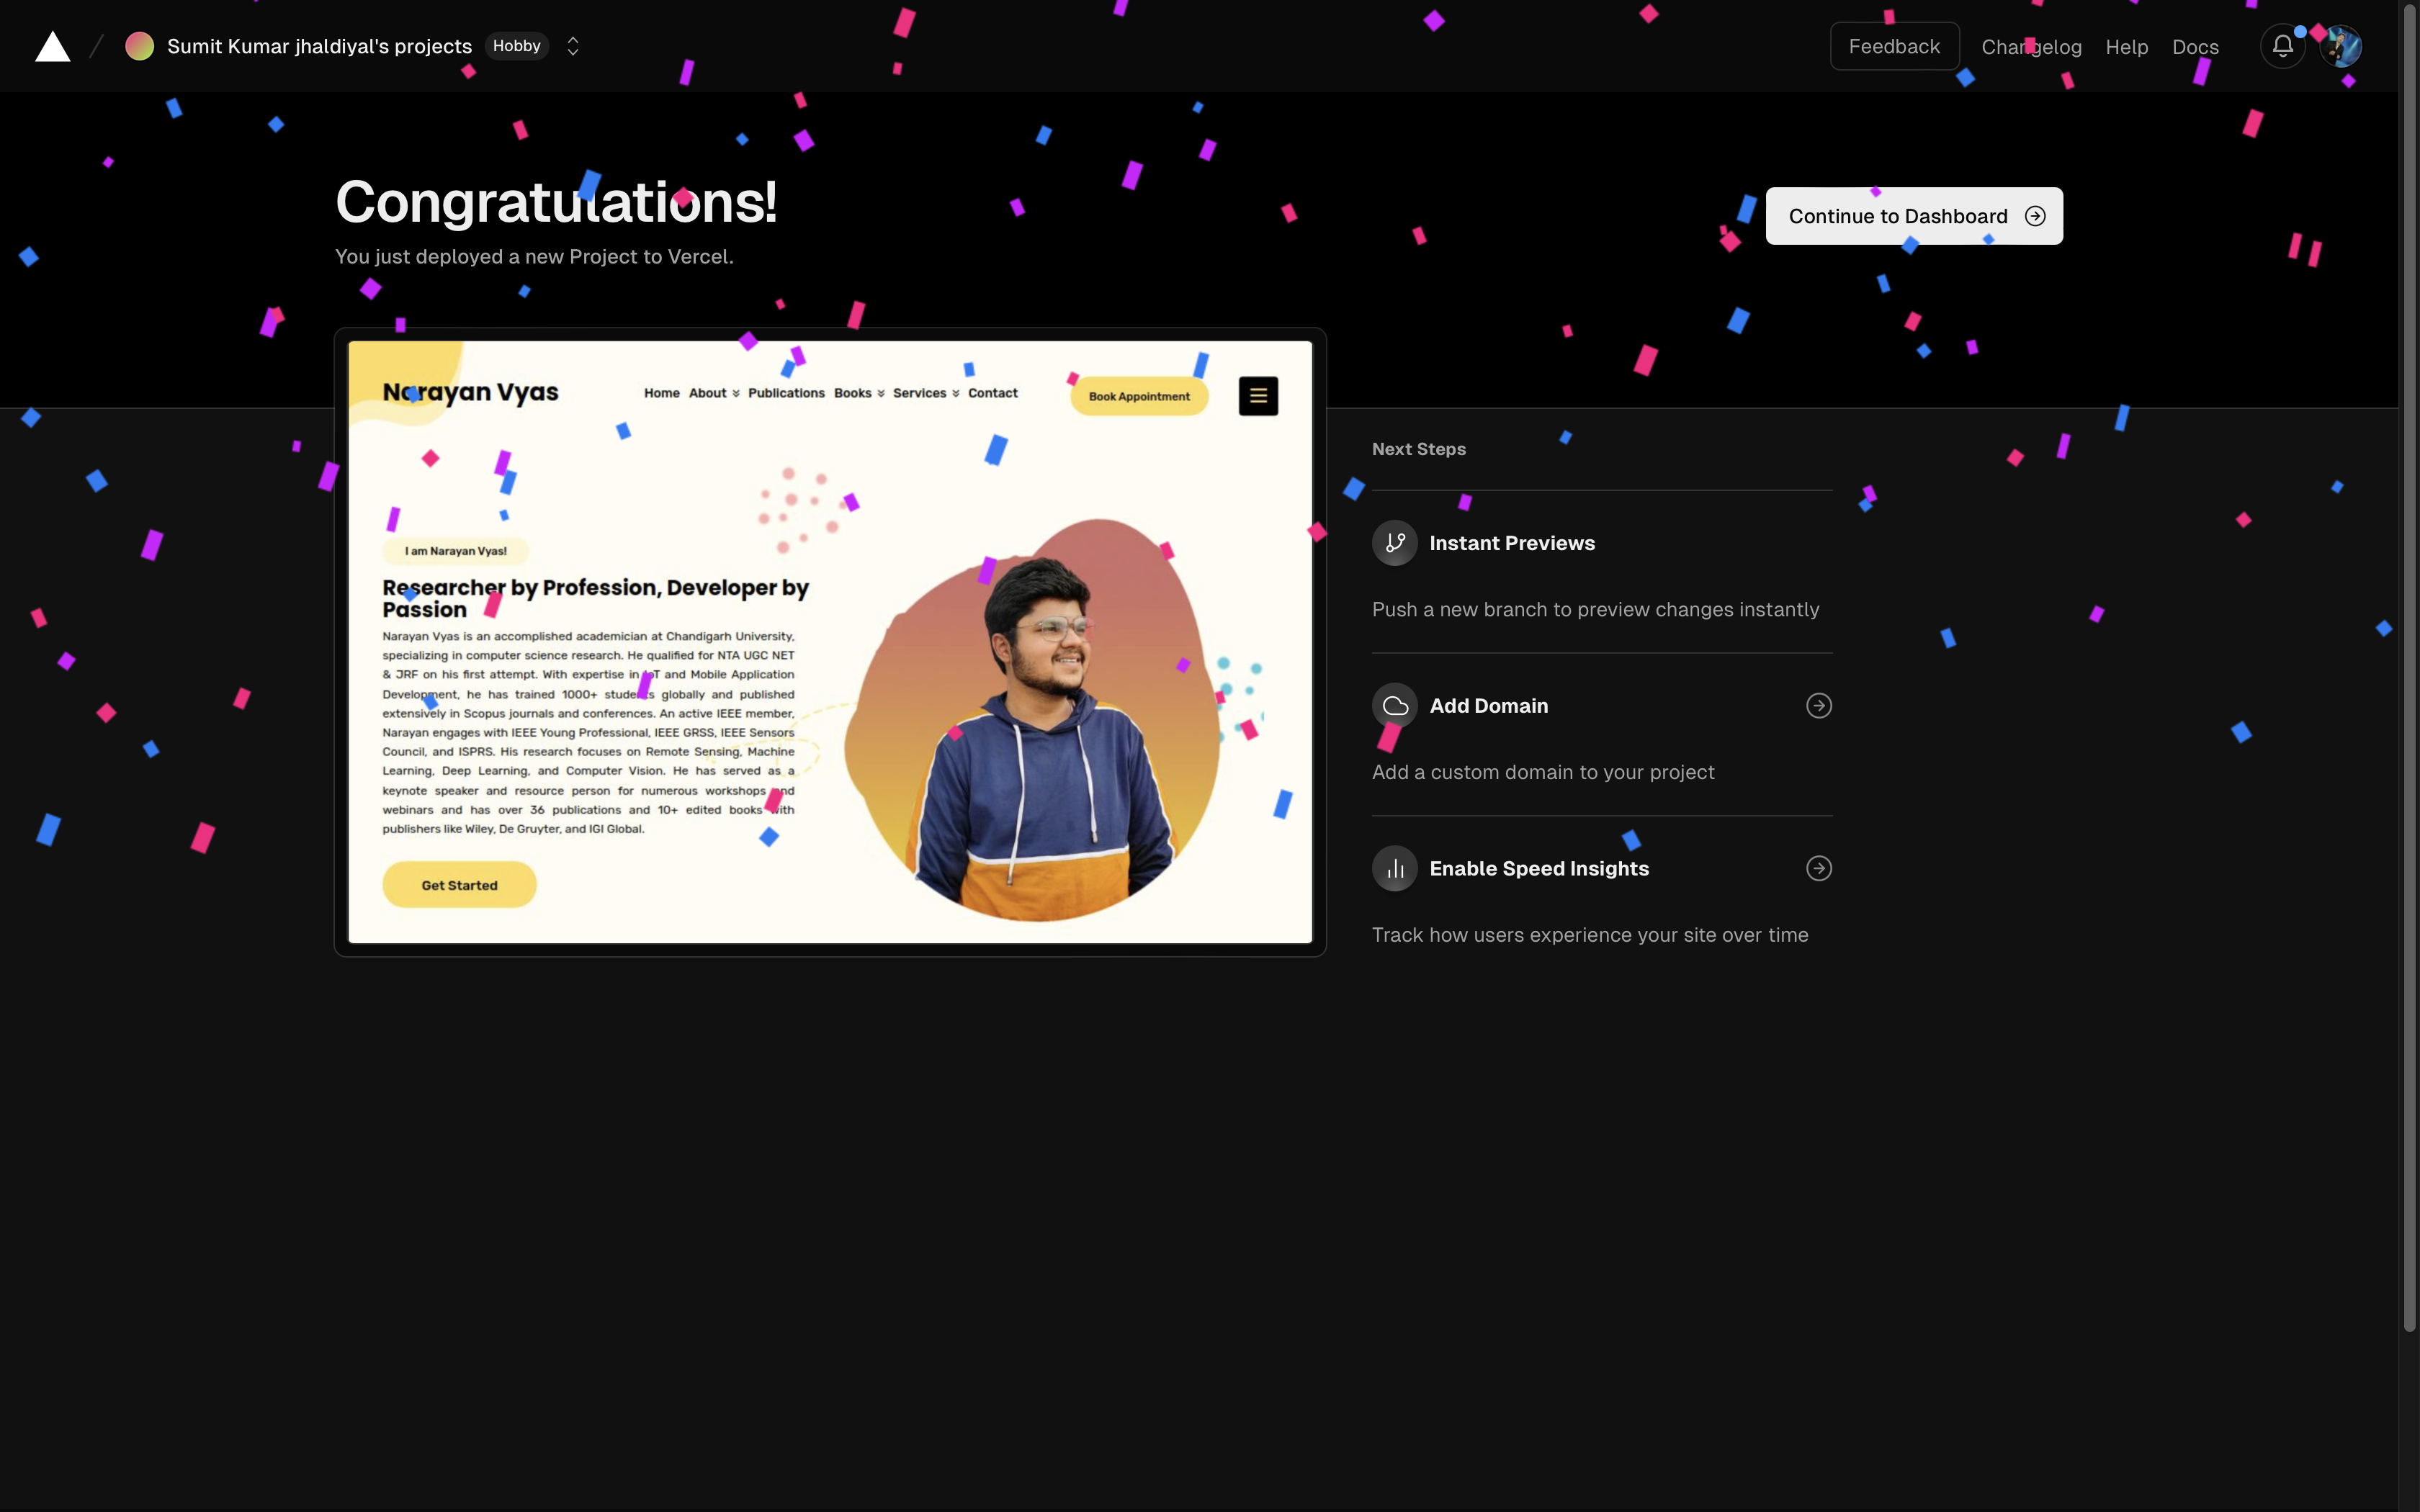 Sumit Kumar jhaldiyal's projects Hobby
Feedback Changelog Help Docs
Congratulations!
You just deployed a new Project to Vercel.
Continue to Dashboard
Narayan Vyas
Home About Publications Books Services Contact
Book Appointment
I am Narayan Vyas!
Researcher by Profession, Developer by
Passion
Narayan Vyas is an accomplished academician at Chandigarh University,
specializing in computer science research. He qualified for NTA UGC NET
& JRF on his first attempt. With expertise in IoT and Mobile Application
Development, he has trained 1000+ students globally and published
extensively in Scopus journals and conferences. An active IEEE member,
Narayan engages with IEEE Young Professional, IEEE GRSS, IEEE Sensors
Council, and ISPRS. His research focuses on Remote Sensing, Machine
Learning, Deep Learning, and Computer Vision. He has served as a
keynote speaker and resource person for numerous workshops and
webinars and has over 36 publications and 10+ edited books with
publishers like Wiley, De Gruyter, and IGI Global.
Get Started
Next Steps
Instant Previews
Push a new branch to preview changes instantly
Add Domain
Add a custom domain to your project
Enable Speed Insights
Track how users experience your site over time